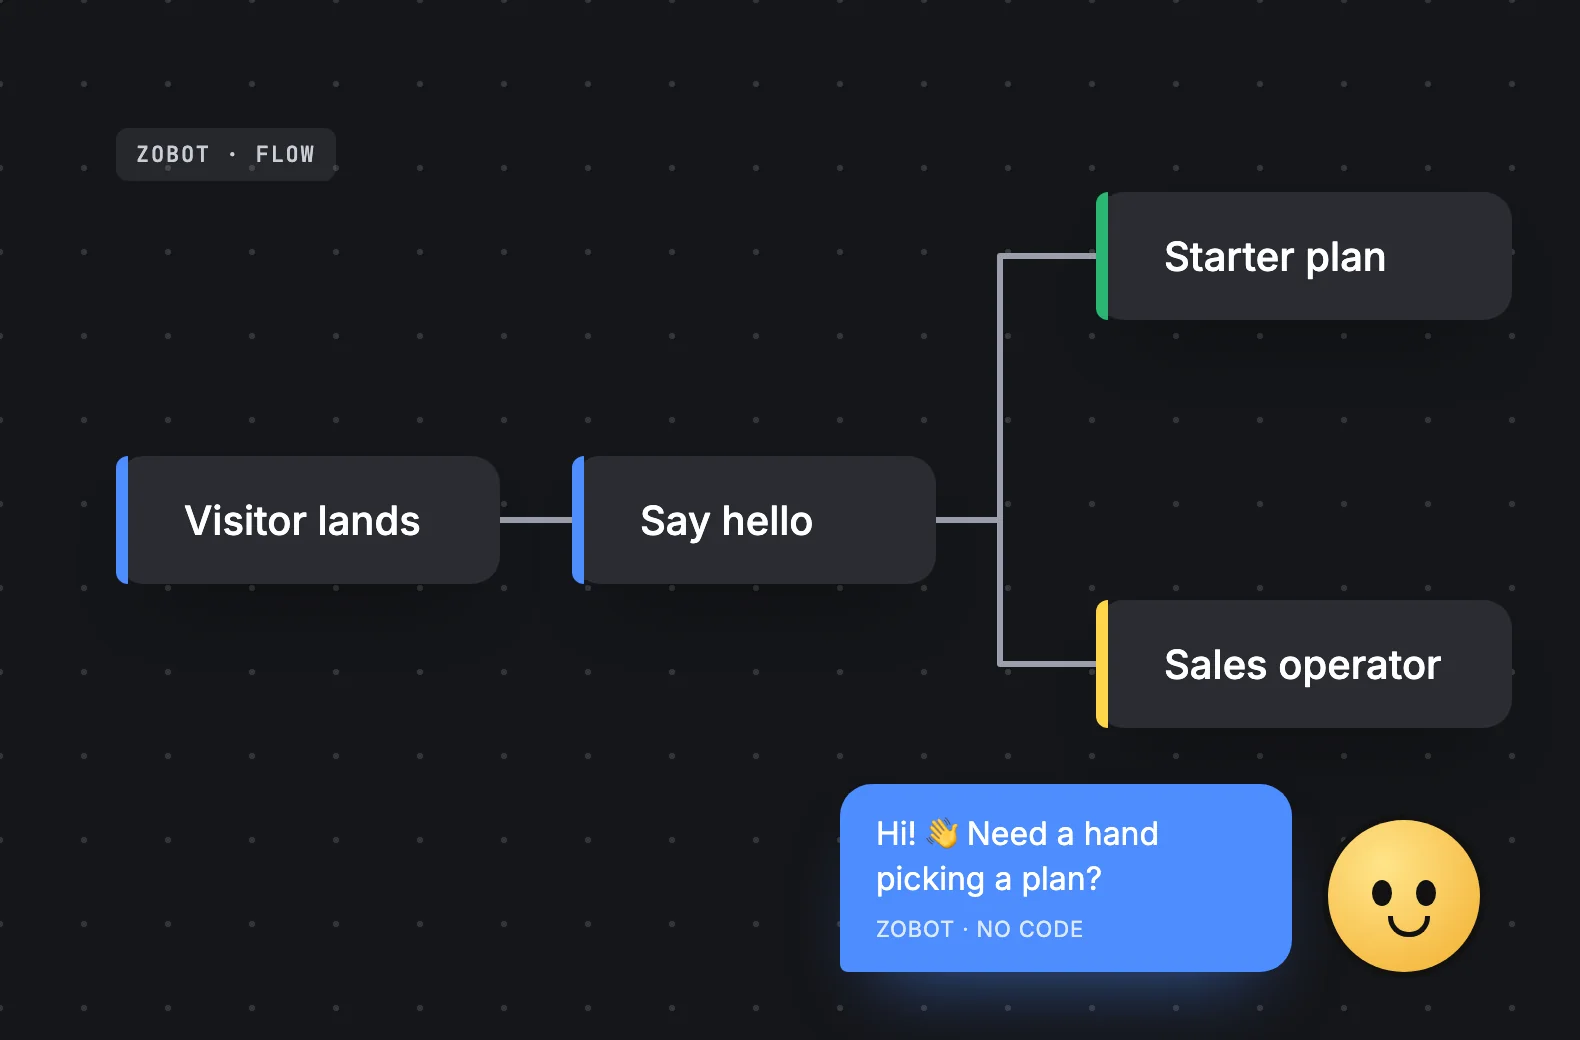 ZOBOT · FLOW
Starter plan
Visitor lands
Say hello
Sales operator
Hi! 👋 Need a hand
picking a plan?
ZOBOT · NO CODE